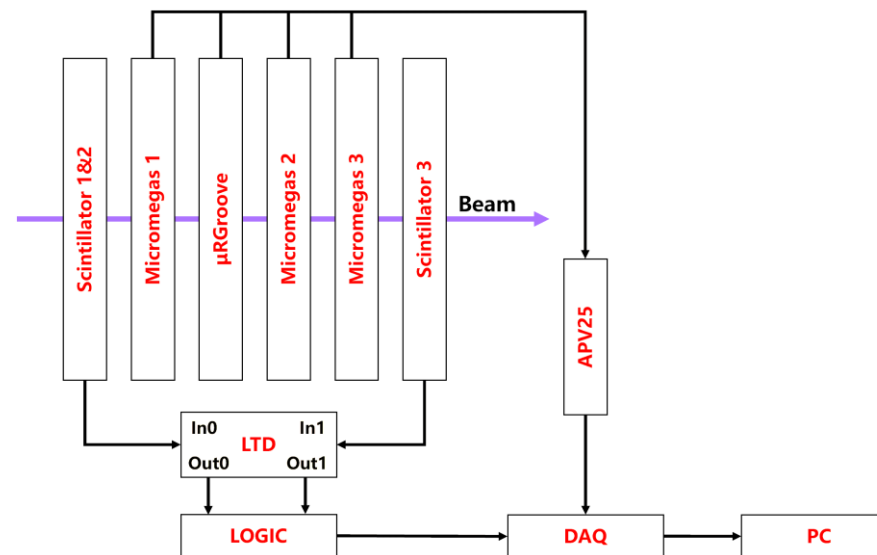 Scintillator 1&2
Micromegas 1
μRGroove
Micromegas 2
Micromegas 3
Scintillator 3
Beam
APV25
In0
In1
LTD
Out0
Out1
LOGIC
DAQ
PC